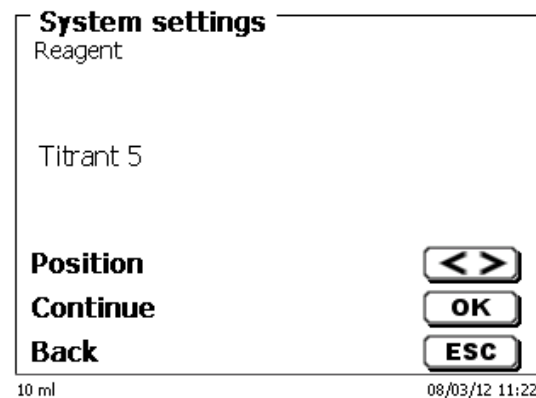 System settings
Reagent
Titrant 5
Position < >
Continue OK
Back ESC
10 ml 08/03/12 11:22